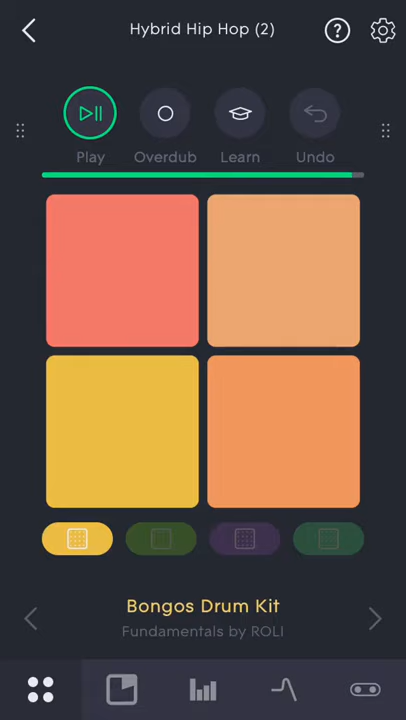 Hybrid Hip Hop (2)
?
Play Overdub Learn Undo
Bongos Drum Kit
Fundamentals by ROLI